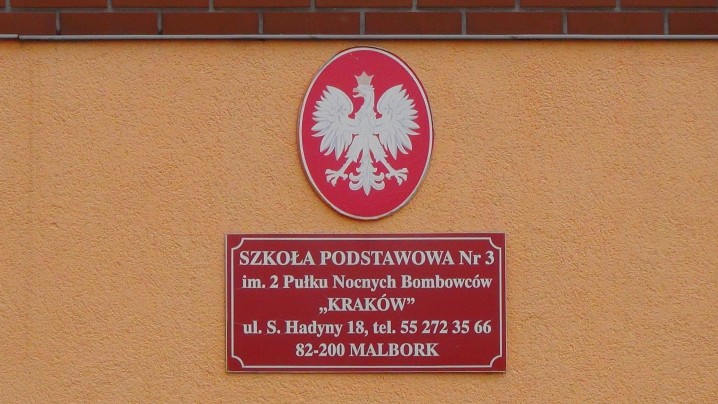 SZKOŁA PODSTAWOWA Nr 3
im. 2 Pułku Nocnych Bombowców
„KRAKÓW”
ul. S. Hadyny 18, tel. 55 272 35 66
82-200 MALBORK